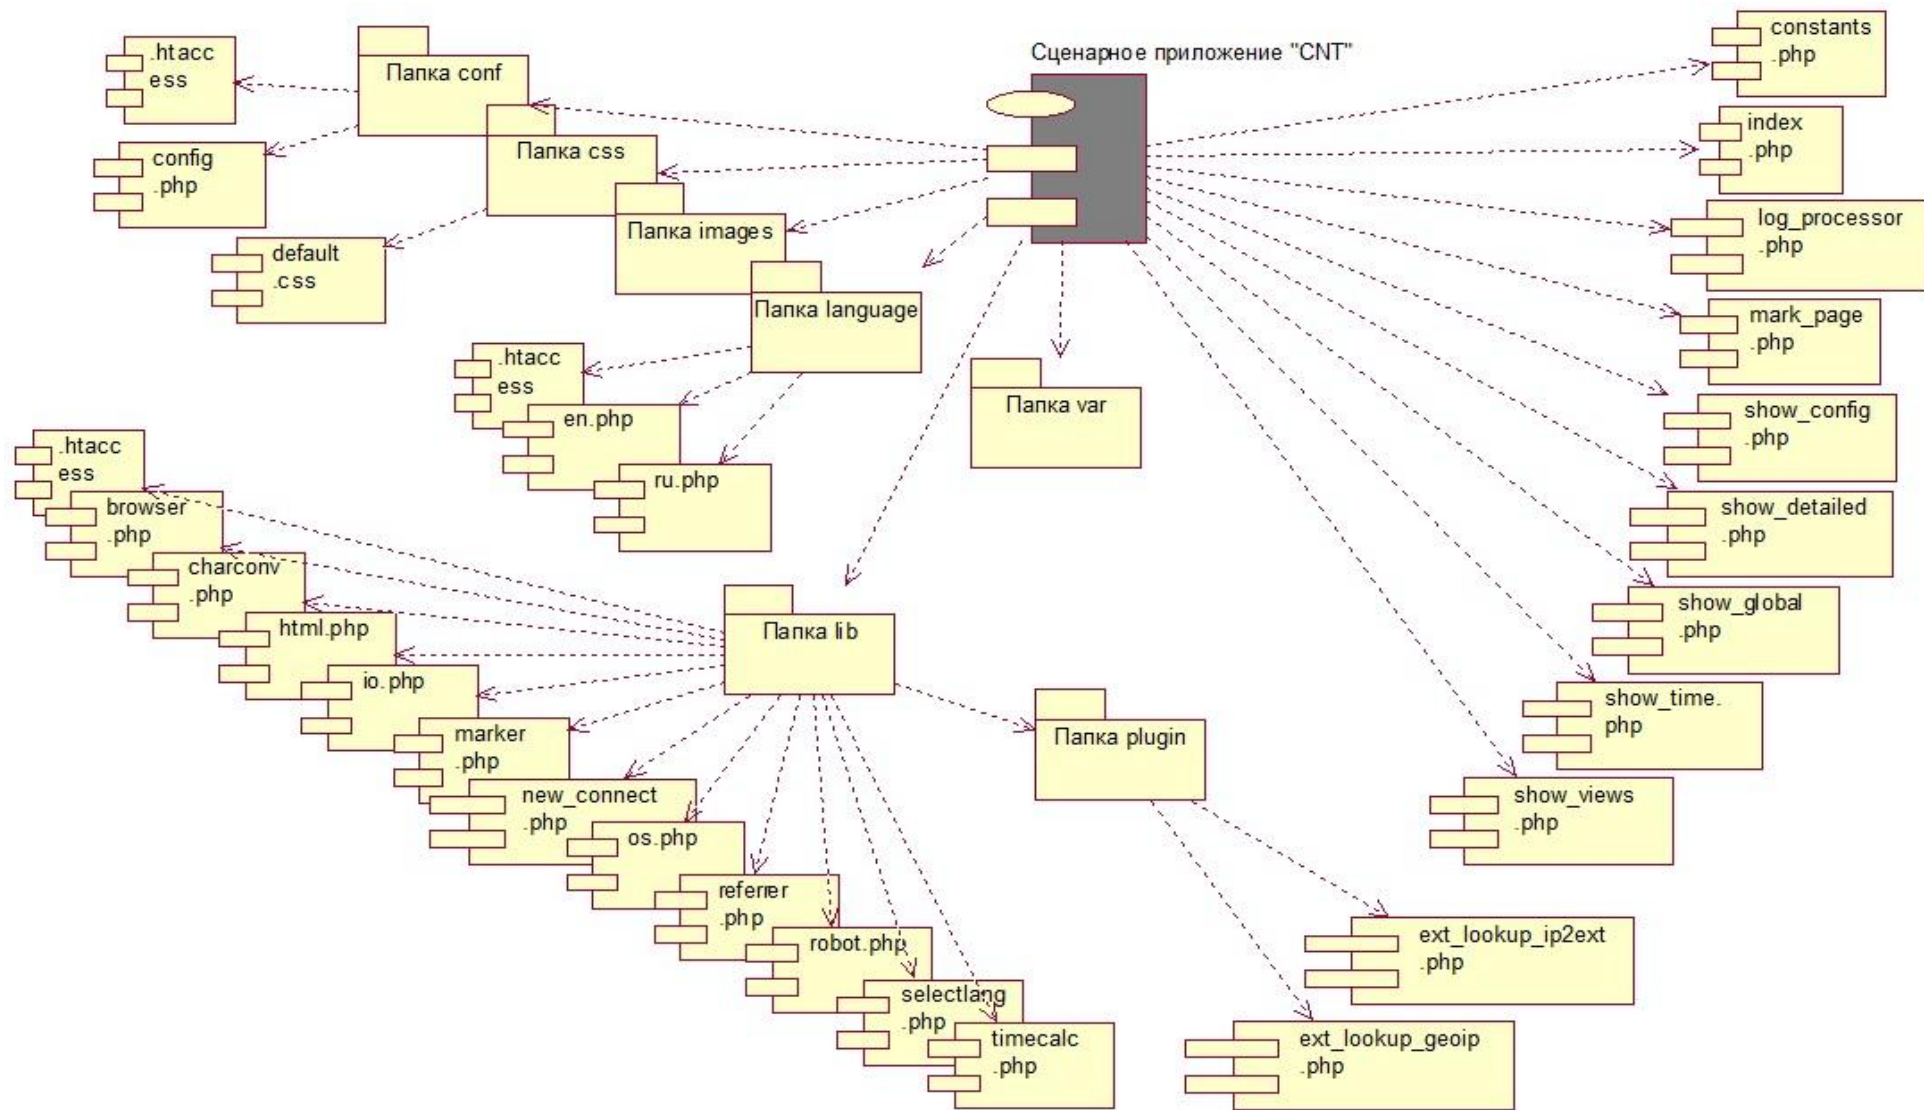 Сценарное приложение "CNT"
.htacc
ess
Папка conf
config
.php
Папка css
default
.css
Папка images
Папка language
.htacc
ess
en.php
ru.php
Папка var
constants
.php
index
.php
log_processor
.php
mark_page
.php
show_config
.php
show_detailed
.php
show_global
.php
show_time.
php
show_views
.php
.htacc
ess
browser
.php
charconv
.php
html.php
io.php
marker
.php
new_connect
.php
os.php
referrer
.php
robot.php
selectlang
.php
timecalc
.php
Папка lib
Папка plugin
ext_lookup_ip2ext
.php
ext_lookup_geoip
.php